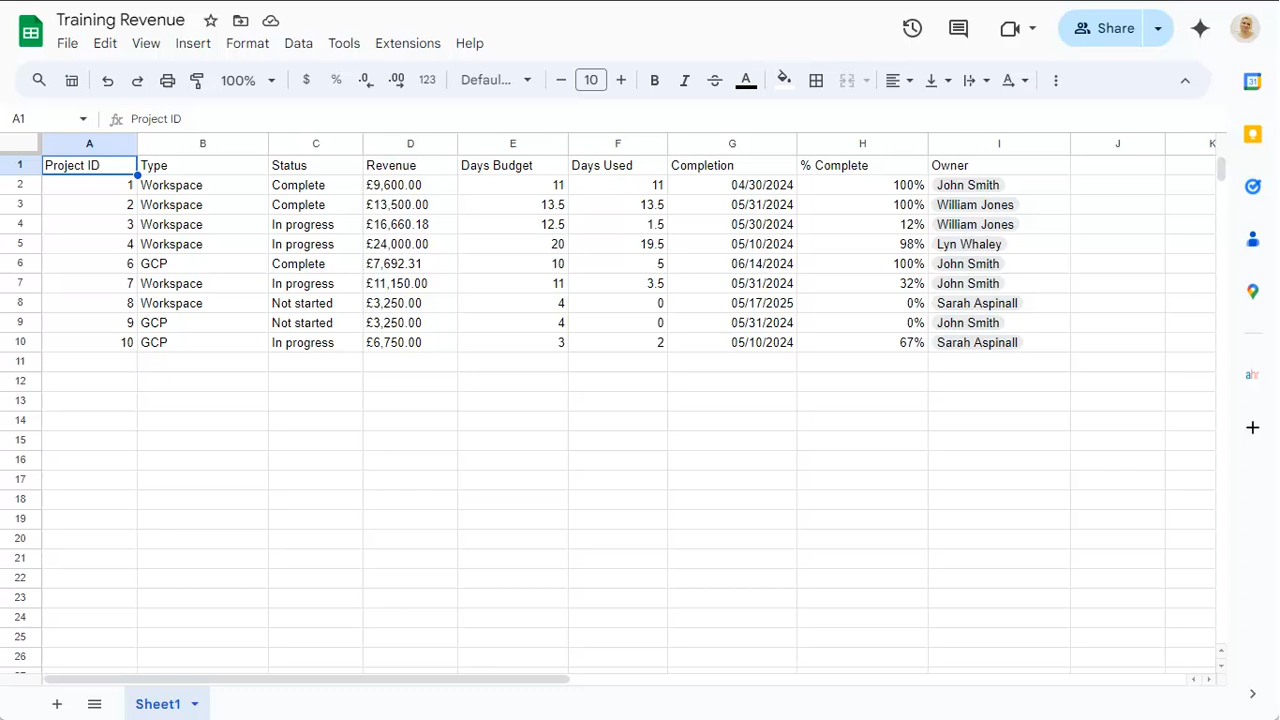 Training Revenue
File Edit View Insert Format Data Tools Extensions Help
Share
100% $ % .0 .00 123 Defaul... 10 B I S A A
A1 fx Project ID
A B C D E F G H I J K
1 Project ID Type Status Revenue Days Budget Days Used Completion % Complete Owner
2 1 Workspace Complete £9,600.00 11 11 04/30/2024 100% John Smith
3 2 Workspace Complete £13,500.00 13.5 13.5 05/31/2024 100% William Jones
4 3 Workspace In progress £16,660.18 12.5 1.5 05/30/2024 12% William Jones
5 4 Workspace In progress £24,000.00 20 19.5 05/10/2024 98% Lyn Whaley
6 6 GCP Complete £7,692.31 10 5 06/14/2024 100% John Smith
7 7 Workspace In progress £11,150.00 11 3.5 05/31/2024 32% John Smith
8 8 Workspace Not started £3,250.00 4 0 05/17/2025 0% Sarah Aspinall
9 9 GCP Not started £3,250.00 4 0 05/31/2024 0% John Smith
10 10 GCP In progress £6,750.00 3 2 05/10/2024 67% Sarah Aspinall
11
12
13
14
15
16
17
18
19
20
21
22
23
24
25
26
31
ahr
Sheet1